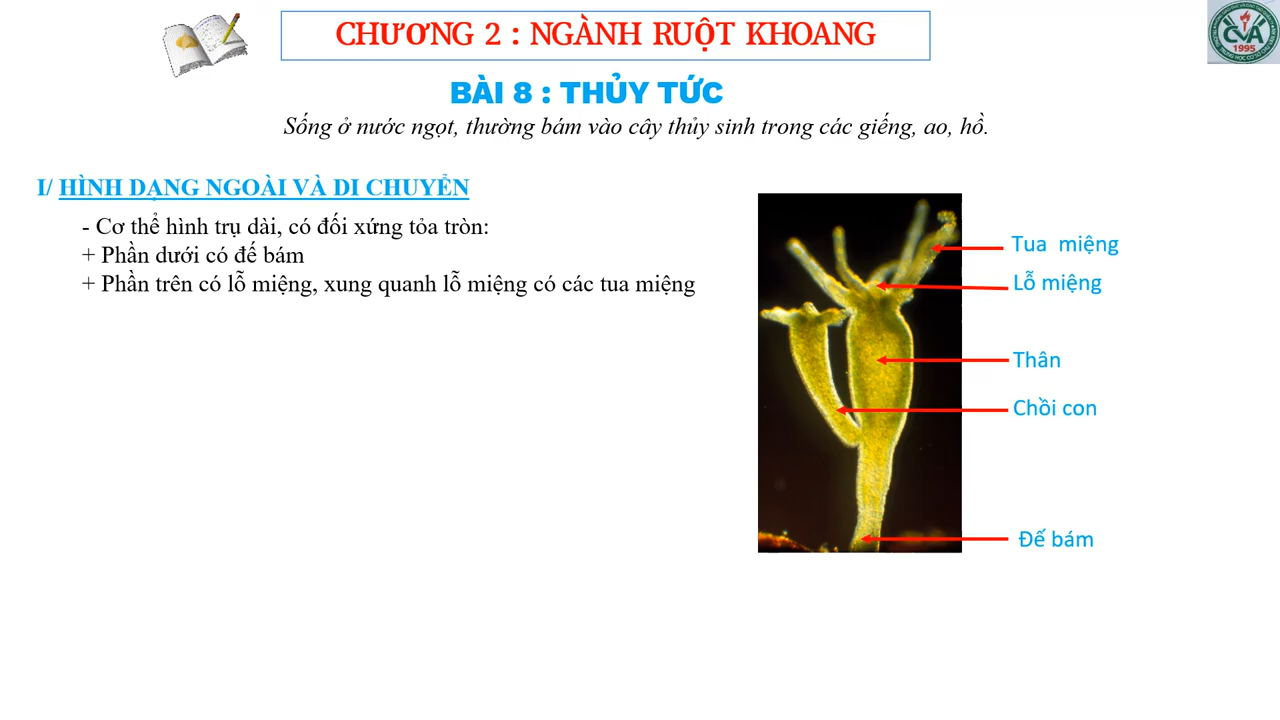 CHƯƠNG 2 : NGÀNH RUỘT KHOANG
CVA
1995
BÀI 8 : THỦY TỨC
Sống ở nước ngọt, thường bám vào cây thủy sinh trong các giếng, ao, hồ.
I/ HÌNH DẠNG NGOÀI VÀ DI CHUYỂN
- Cơ thể hình trụ dài, có đối xứng tỏa tròn:
+ Phần dưới có đế bám
+ Phần trên có lỗ miệng, xung quanh lỗ miệng có các tua miệng
Tua miệng
Lỗ miệng
Thân
Chồi con
Đế bám